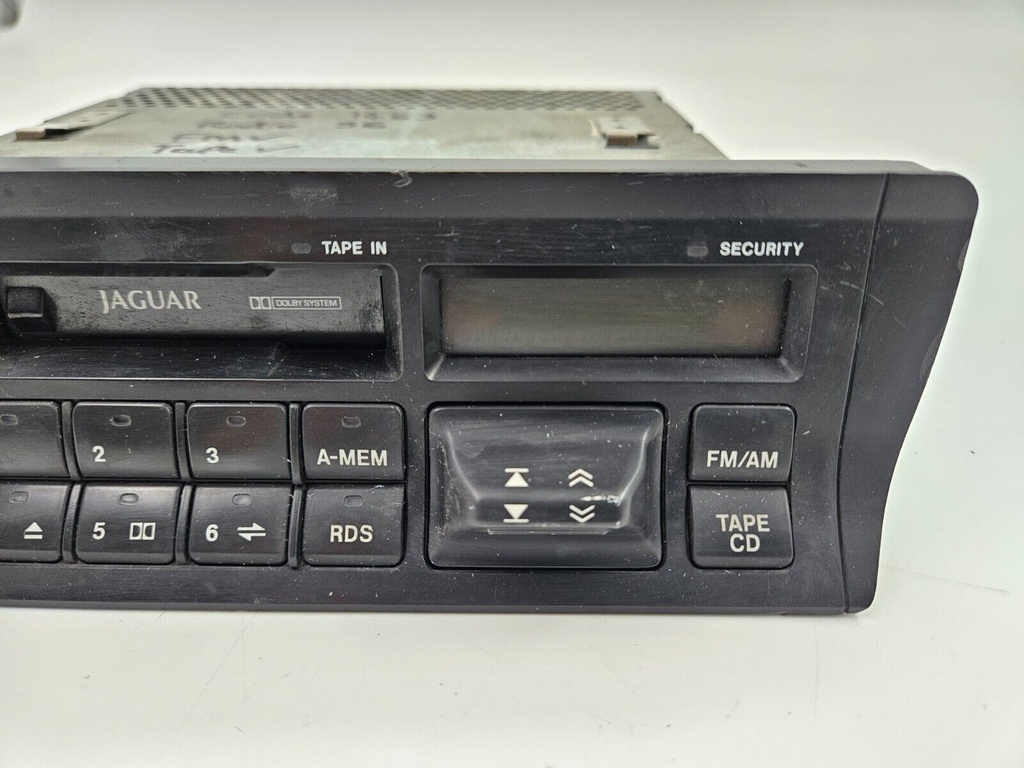 TAPE IN
SECURITY
JAGUAR
DOLBY SYSTEM
2
3
A-MEM
FM/AM
5
6
RDS
TAPE
CD